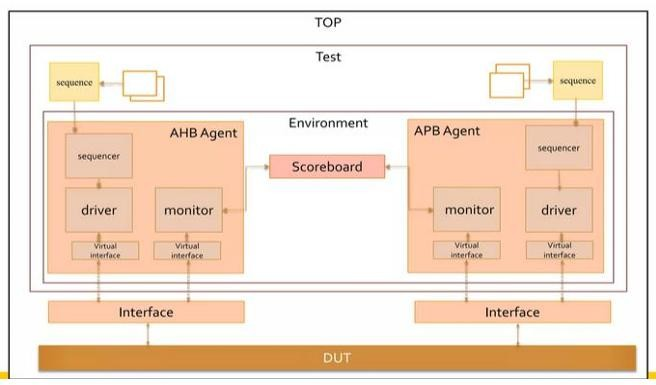 TOP
Test
sequence
sequence
Environment
AHB Agent
APB Agent
sequencer
sequencer
Scoreboard
driver
monitor
monitor
driver
Virtual
interface
Virtual
interface
Virtual
interface
Virtual
interface
Interface
Interface
DUT